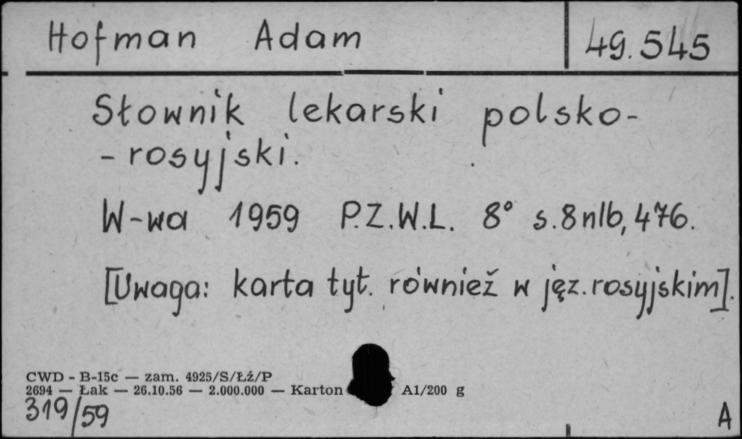 Hofman Adam 49.545
Słownik lekarski polsko-
-rosyjski.
W-wa 1959 P.Z.W.L. 8° s.8nlb, 476.
[Uwaga: karta tyt. również w jęz. rosyjskim].
CWD - B-15c — zam. 4925/S/Łź/P
2694 — Łak — 26.10.56 — 2.000.000 — Karton A1/200 g
319/59 A